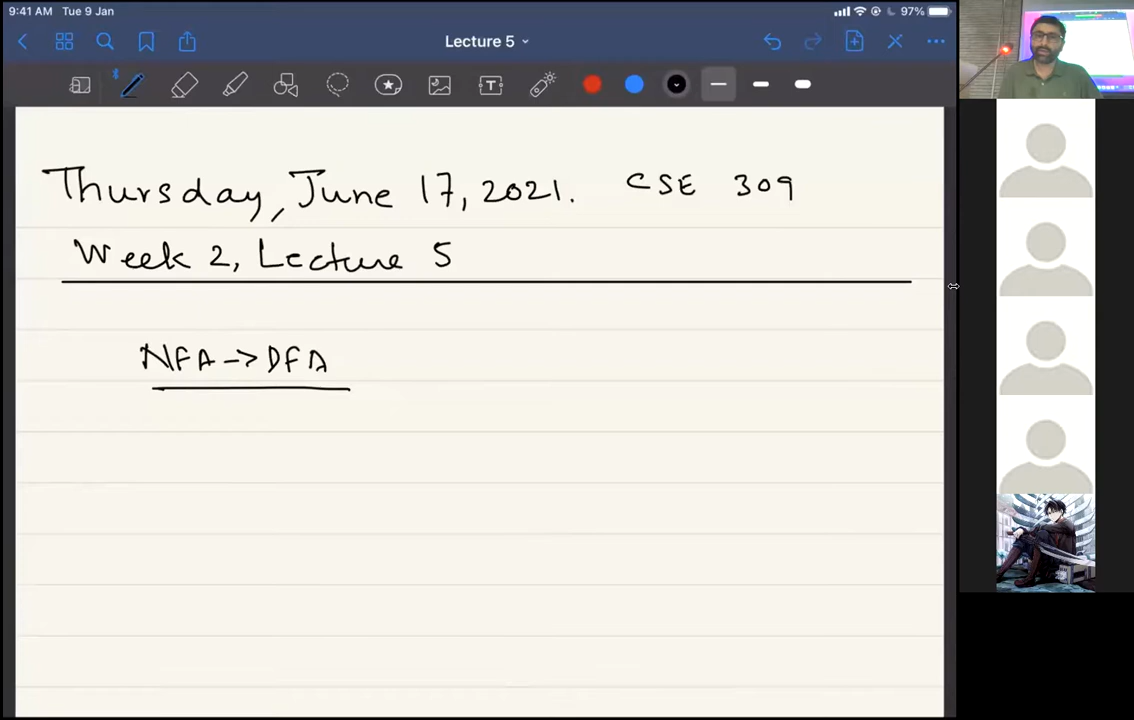 9:41 AM Tue 9 Jan 97%
Lecture 5
Thursday, June 17, 2021. CSE 309
Week 2, Lecture 5
NFA → DFA